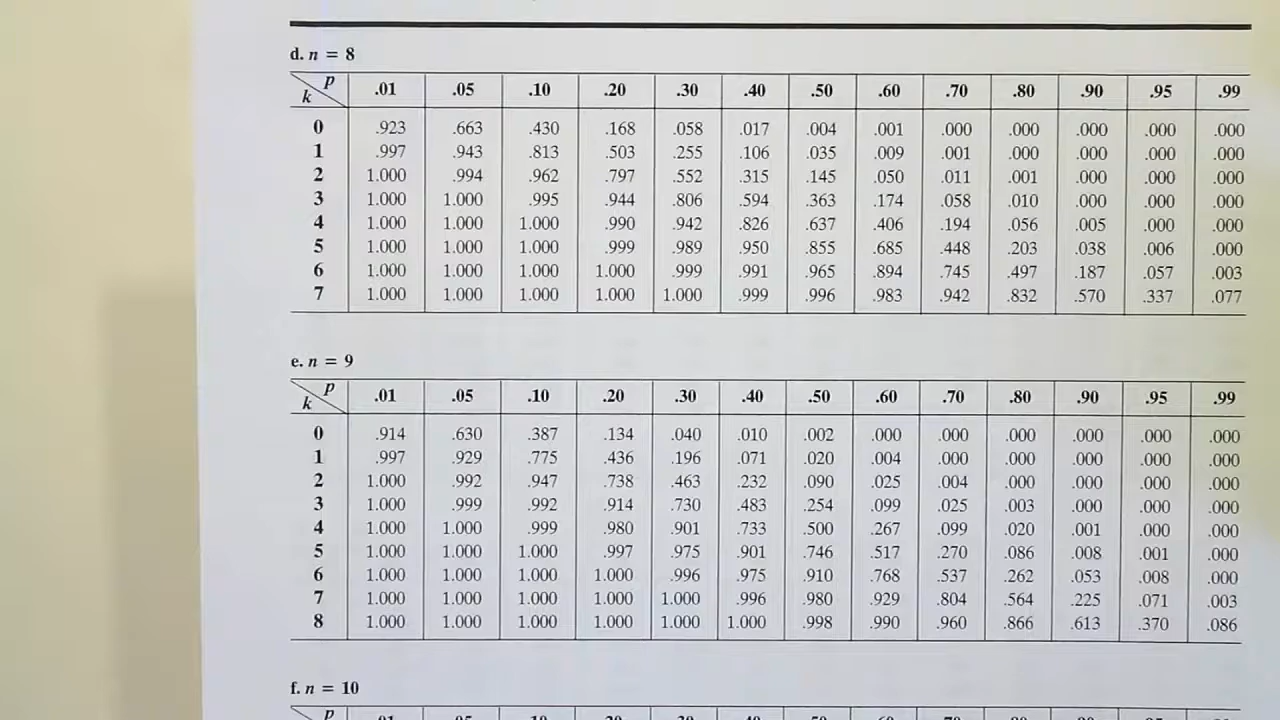 d. n = 8
p
k .01 .05 .10 .20 .30 .40 .50 .60 .70 .80 .90 .95 .99
0 .923 .663 .430 .168 .058 .017 .004 .001 .000 .000 .000 .000 .000
1 .997 .943 .813 .503 .255 .106 .035 .009 .001 .000 .000 .000 .000
2 1.000 .994 .962 .797 .552 .315 .145 .050 .011 .001 .000 .000 .000
3 1.000 1.000 .995 .944 .806 .594 .363 .174 .058 .010 .000 .000 .000
4 1.000 1.000 1.000 .990 .942 .826 .637 .406 .194 .056 .005 .000 .000
5 1.000 1.000 1.000 .999 .989 .950 .855 .685 .448 .203 .038 .006 .000
6 1.000 1.000 1.000 1.000 .999 .991 .965 .894 .745 .497 .187 .057 .003
7 1.000 1.000 1.000 1.000 1.000 .999 .996 .983 .942 .832 .570 .337 .077
e. n = 9
p
k .01 .05 .10 .20 .30 .40 .50 .60 .70 .80 .90 .95 .99
0 .914 .630 .387 .134 .040 .010 .002 .000 .000 .000 .000 .000 .000
1 .997 .929 .775 .436 .196 .071 .020 .004 .000 .000 .000 .000 .000
2 1.000 .992 .947 .738 .463 .232 .090 .025 .004 .000 .000 .000 .000
3 1.000 .999 .992 .914 .730 .483 .254 .099 .025 .003 .000 .000 .000
4 1.000 1.000 .999 .980 .901 .733 .500 .267 .099 .020 .001 .000 .000
5 1.000 1.000 1.000 .997 .975 .901 .746 .517 .270 .086 .008 .001 .000
6 1.000 1.000 1.000 1.000 .996 .975 .910 .768 .537 .262 .053 .008 .000
7 1.000 1.000 1.000 1.000 1.000 .996 .980 .929 .804 .564 .225 .071 .003
8 1.000 1.000 1.000 1.000 1.000 1.000 .998 .990 .960 .866 .613 .370 .086
f. n = 10
p